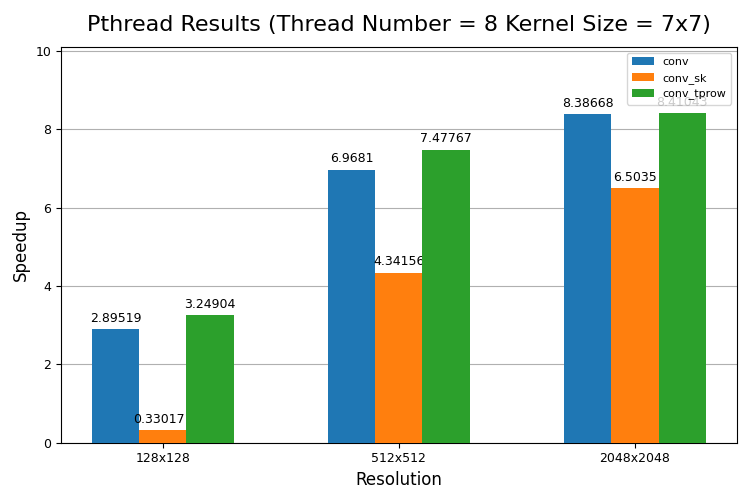 Pthread Results (Thread Number = 8 Kernel Size = 7x7)
10
8
6
4
2
0
Speedup
conv
conv_sk
conv_tprow
2.89519
0.33017
3.24904
6.9681
4.34156
7.47767
8.38668
6.5035
8.41043
128x128
512x512
2048x2048
Resolution